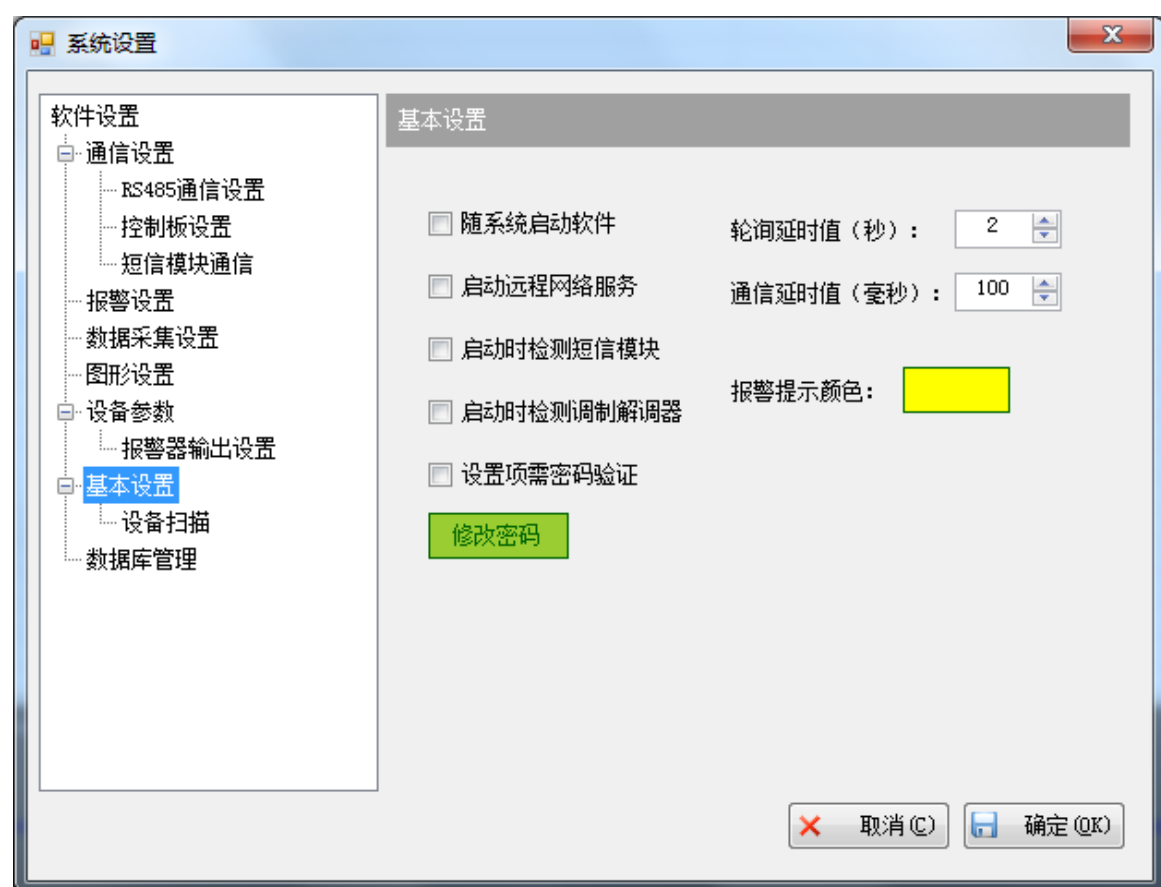 系统设置
软件设置
通信设置
RS485通信设置
控制板设置
短信模块通信
报警设置
数据采集设置
图形设置
设备参数
报警器输出设置
基本设置
设备扫描
数据库管理
基本设置
随系统启动软件
轮询延时值（秒）: 2
启动远程网络服务
通信延时值（毫秒）: 100
启动时检测短信模块
报警提示颜色:
启动时检测调制解调器
设置项需密码验证
修改密码
取消(C)
确定(OK)